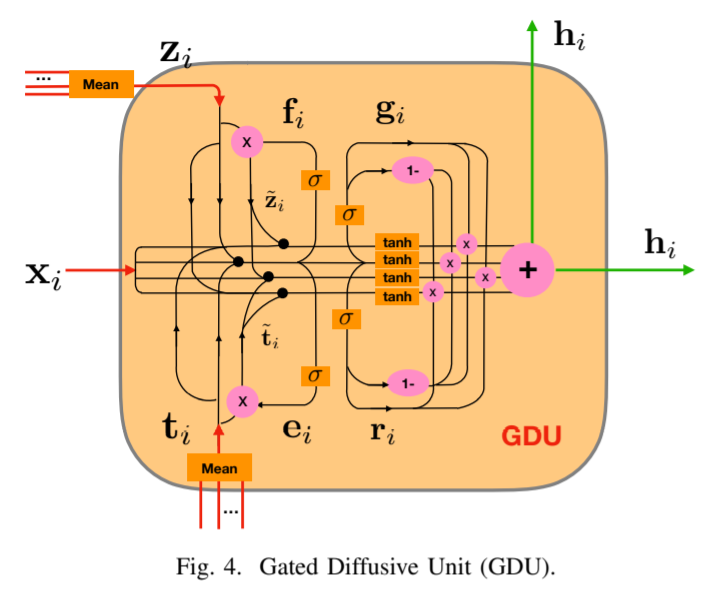 z_i
h_i
...
Mean
f_i
g_i
x
1-
σ
z̃_i
σ
tanh
x
h_i
tanh
x
x_i
+
tanh
x
tanh
x
σ
t̃_i
σ
1-
x
t_i
e_i
r_i
GDU
Mean
...
Fig. 4. Gated Diffusive Unit (GDU).